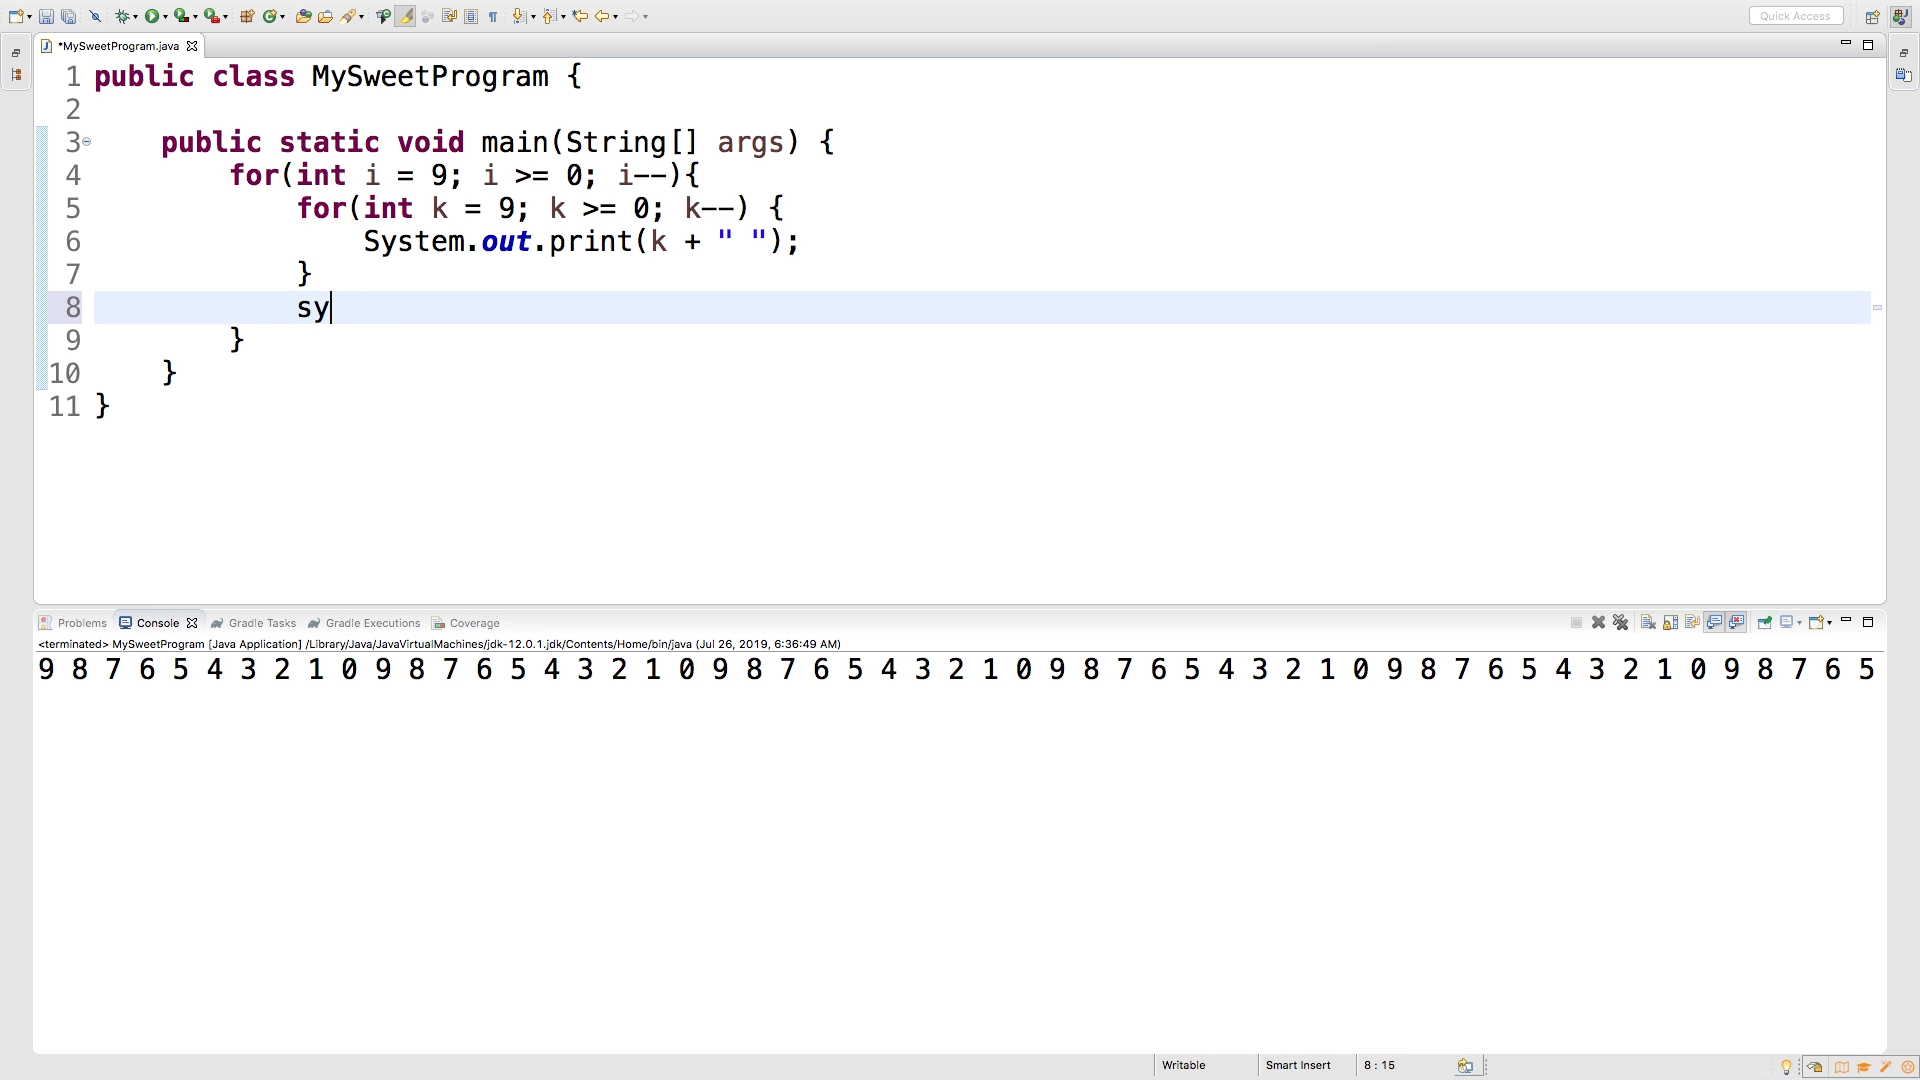 Quick Access
*MySweetProgram.java
1 public class MySweetProgram {
2
3 public static void main(String[] args) {
4 for(int i = 9; i >= 0; i--){
5 for(int k = 9; k >= 0; k--) {
6 System.out.print(k + " ");
7 }
8 sy
9 }
10 }
11 }
Problems Console Gradle Tasks Gradle Executions Coverage
<terminated> MySweetProgram [Java Application] /Library/Java/JavaVirtualMachines/jdk-12.0.1.jdk/Contents/Home/bin/java (Jul 26, 2019, 6:36:49 AM)
9 8 7 6 5 4 3 2 1 0 9 8 7 6 5 4 3 2 1 0 9 8 7 6 5 4 3 2 1 0 9 8 7 6 5 4 3 2 1 0 9 8 7 6 5 4 3 2 1 0 9 8 7 6 5
Writable Smart Insert 8 : 15